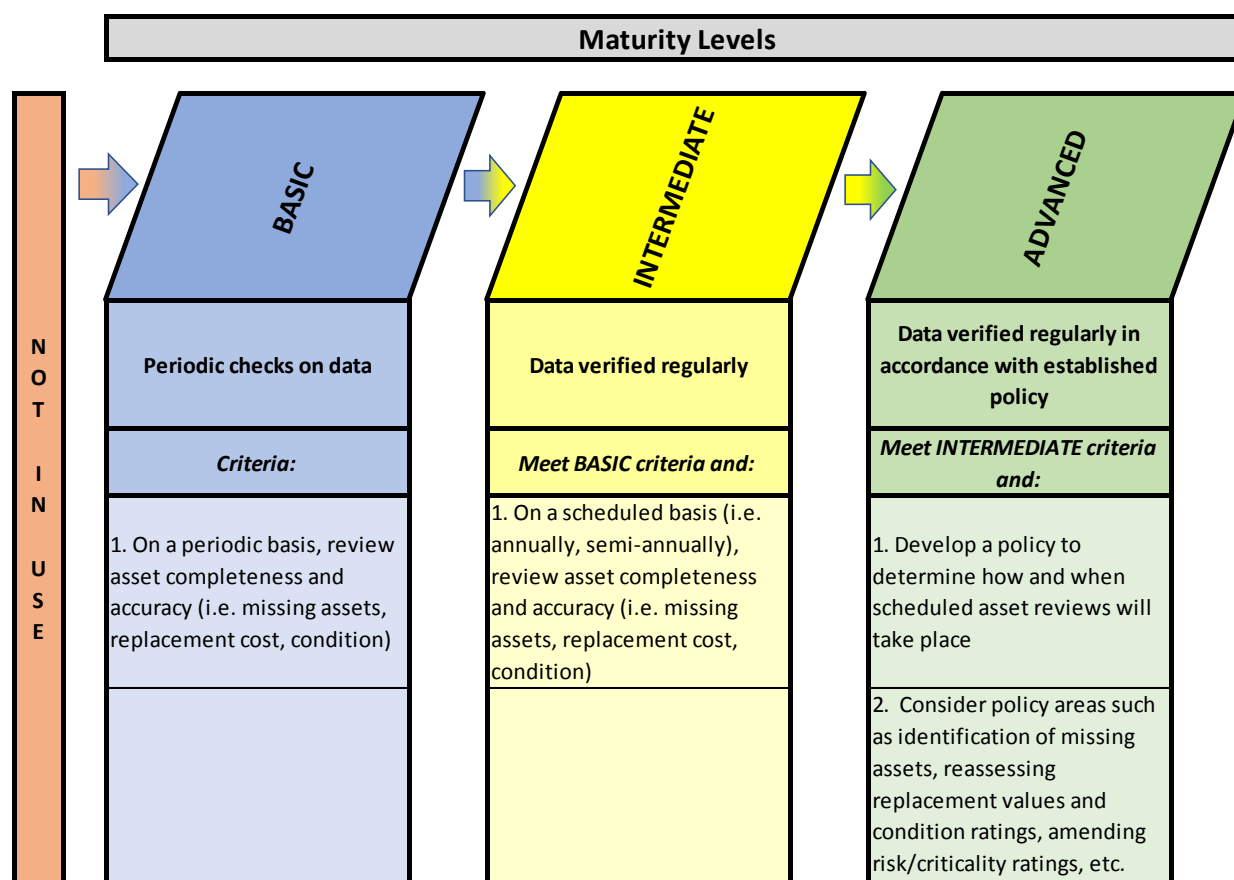 Maturity Levels
NOT IN USE
BASIC
Periodic checks on data
Criteria:
1. On a periodic basis, review
asset completeness and
accuracy (i.e. missing assets,
replacement cost, condition)
INTERMEDIATE
Data verified regularly
Meet BASIC criteria and:
1. On a scheduled basis (i.e.
annually, semi-annually),
review asset completeness
and accuracy (i.e. missing
assets, replacement cost,
condition)
ADVANCED
Data verified regularly in
accordance with established
policy
Meet INTERMEDIATE criteria
and:
1. Develop a policy to
determine how and when
scheduled asset reviews will
take place
2.  Consider policy areas such
as identification of missing
assets, reassessing
replacement values and
condition ratings, amending
risk/criticality ratings, etc.